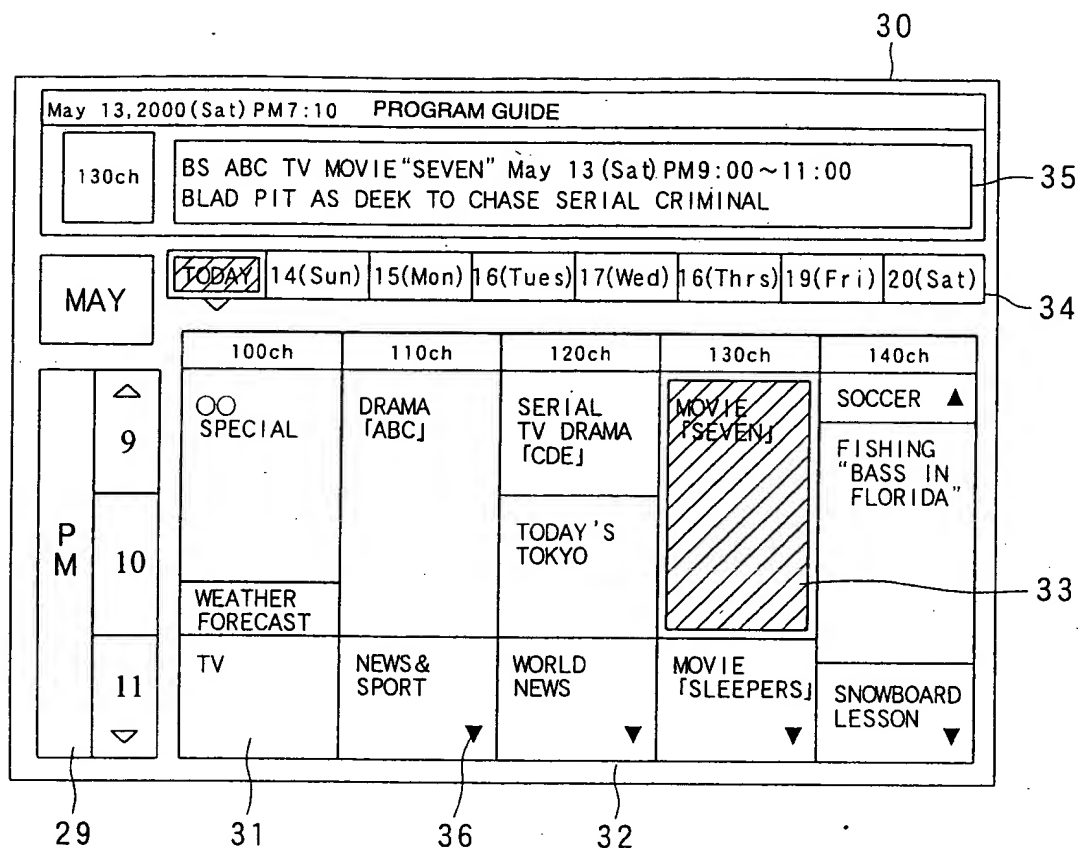 30
May 13,2000(Sat) PM7:10 PROGRAM GUIDE
130ch
BS ABC TV MOVIE“SEVEN” May 13(Sat) PM9:00~11:00
BLAD PIT AS DEEK TO CHASE SERIAL CRIMINAL
35
MAY
TODAY 14(Sun) 15(Mon) 16(Tues) 17(Wed) 16(Thrs) 19(Fri) 20(Sat)
34
100ch 110ch 120ch 130ch 140ch
PM
△
9
10
11
▽
○○
SPECIAL
WEATHER
FORECAST
TV
DRAMA
「ABC」
NEWS&
SPORT
▼
SERIAL
TV DRAMA
「CDE」
TODAY'S
TOKYO
WORLD
NEWS
▼
MOVIE
「SEVEN」
MOVIE
「SLEEPERS」
▼
SOCCER ▲
FISHING
“BASS IN
FLORIDA”
SNOWBOARD
LESSON
▼
33
29 31 36 32